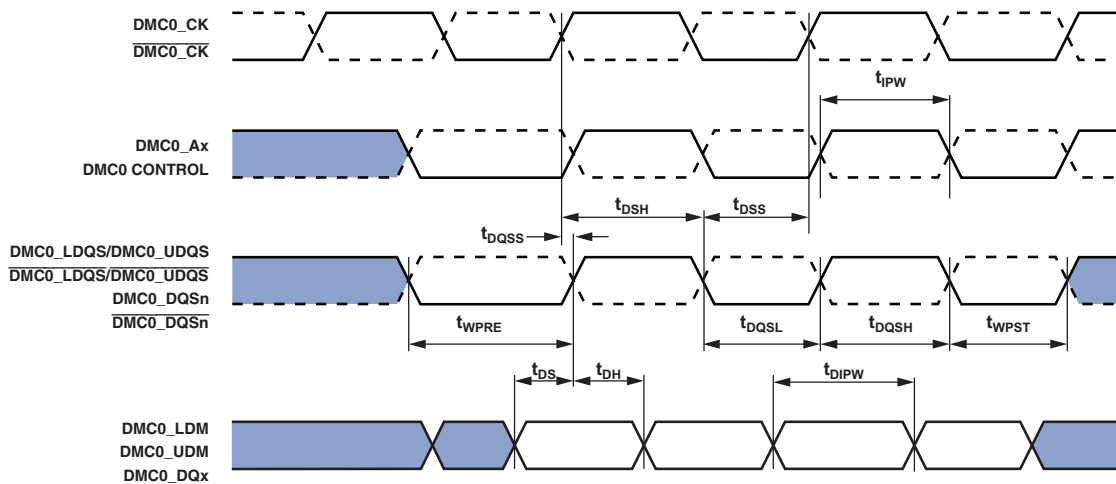 DMC0_CK
DMC0_CK
tIPW
DMC0_Ax
DMC0 CONTROL
tDSH
tDSS
tDQSS
DMC0_LDQS/DMC0_UDQS
DMC0_LDQS/DMC0_UDQS
DMC0_DQSn
DMC0_DQSn
tWPRE
tDQSL
tDQSH
tWPST
tDS
tDH
tDIPW
DMC0_LDM
DMC0_UDM
DMC0_DQx